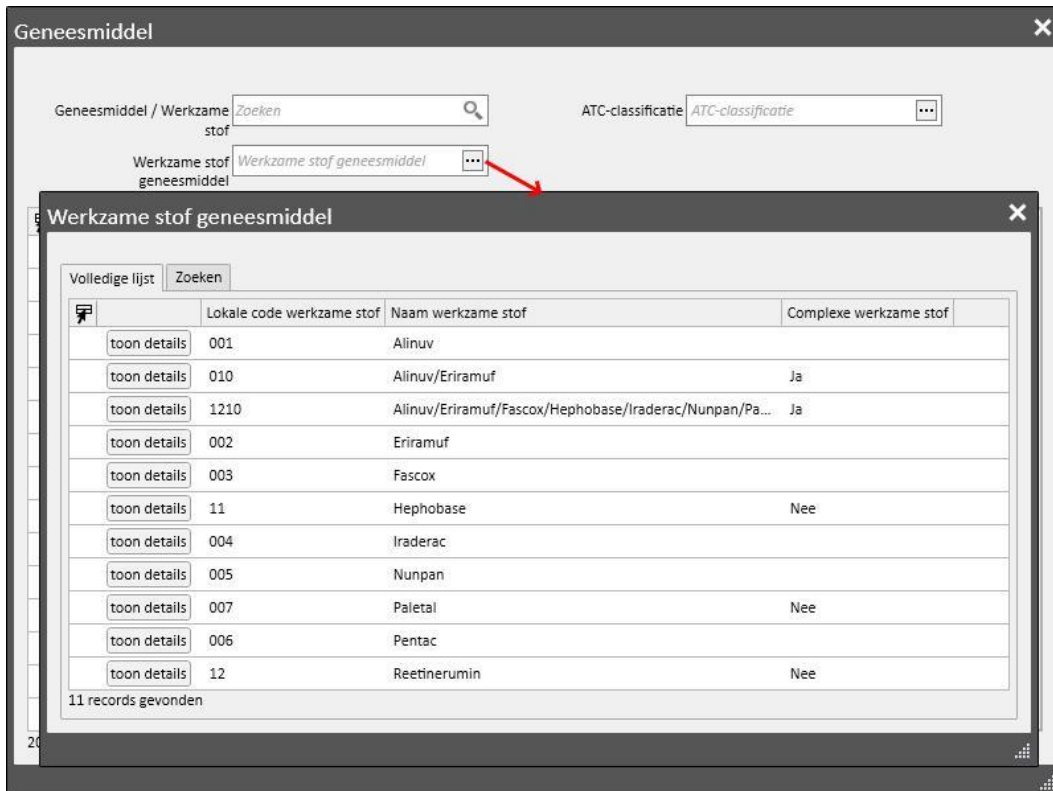 Geneesmiddel
Geneesmiddel / Werkzame stof Zoeken
ATC-classificatie ATC-classificatie
Werkzame stof geneesmiddel Werkzame stof geneesmiddel
Werkzame stof geneesmiddel
Volledige lijst Zoeken
Lokale code werkzame stof Naam werkzame stof Complexe werkzame stof
toon details 001 Alinuv
toon details 010 Alinuv/Eriramuf Ja
toon details 1210 Alinuv/Eriramuf/Fascox/Hephobase/Iraderac/Nunpan/Pa... Ja
toon details 002 Eriramuf
toon details 003 Fascox
toon details 11 Hephobase Nee
toon details 004 Iraderac
toon details 005 Nunpan
toon details 007 Paletal Nee
toon details 006 Pentac
toon details 12 Reetinerumin Nee
11 records gevonden